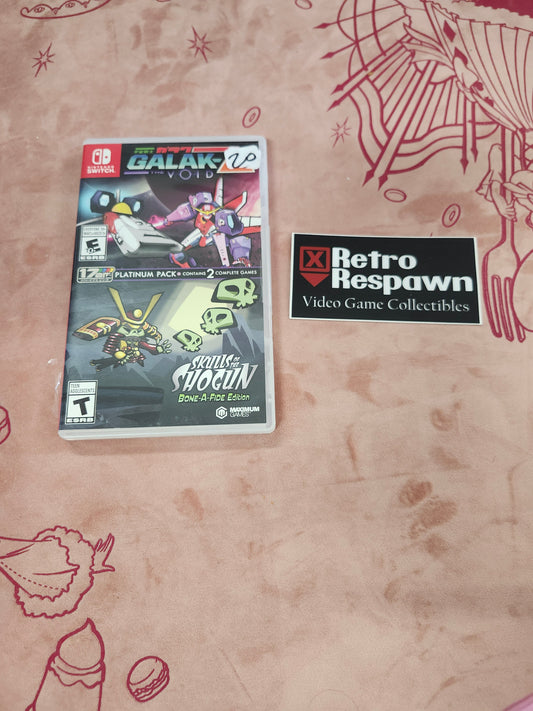 NINTENDO
SWITCH
GALAK-Z
20
THE VOID
E
ESRB
17-BIT
PLATINUM PACK CONTAINS 2 COMPLETE GAMES
SKULLS OF THE
SHOGUN
BONE-A-FIDE Edition
TEEN
ADOLESCENTS
T
ESRB
MAXIMUM
GAMES
Retro
Respawn
Video Game Collectibles